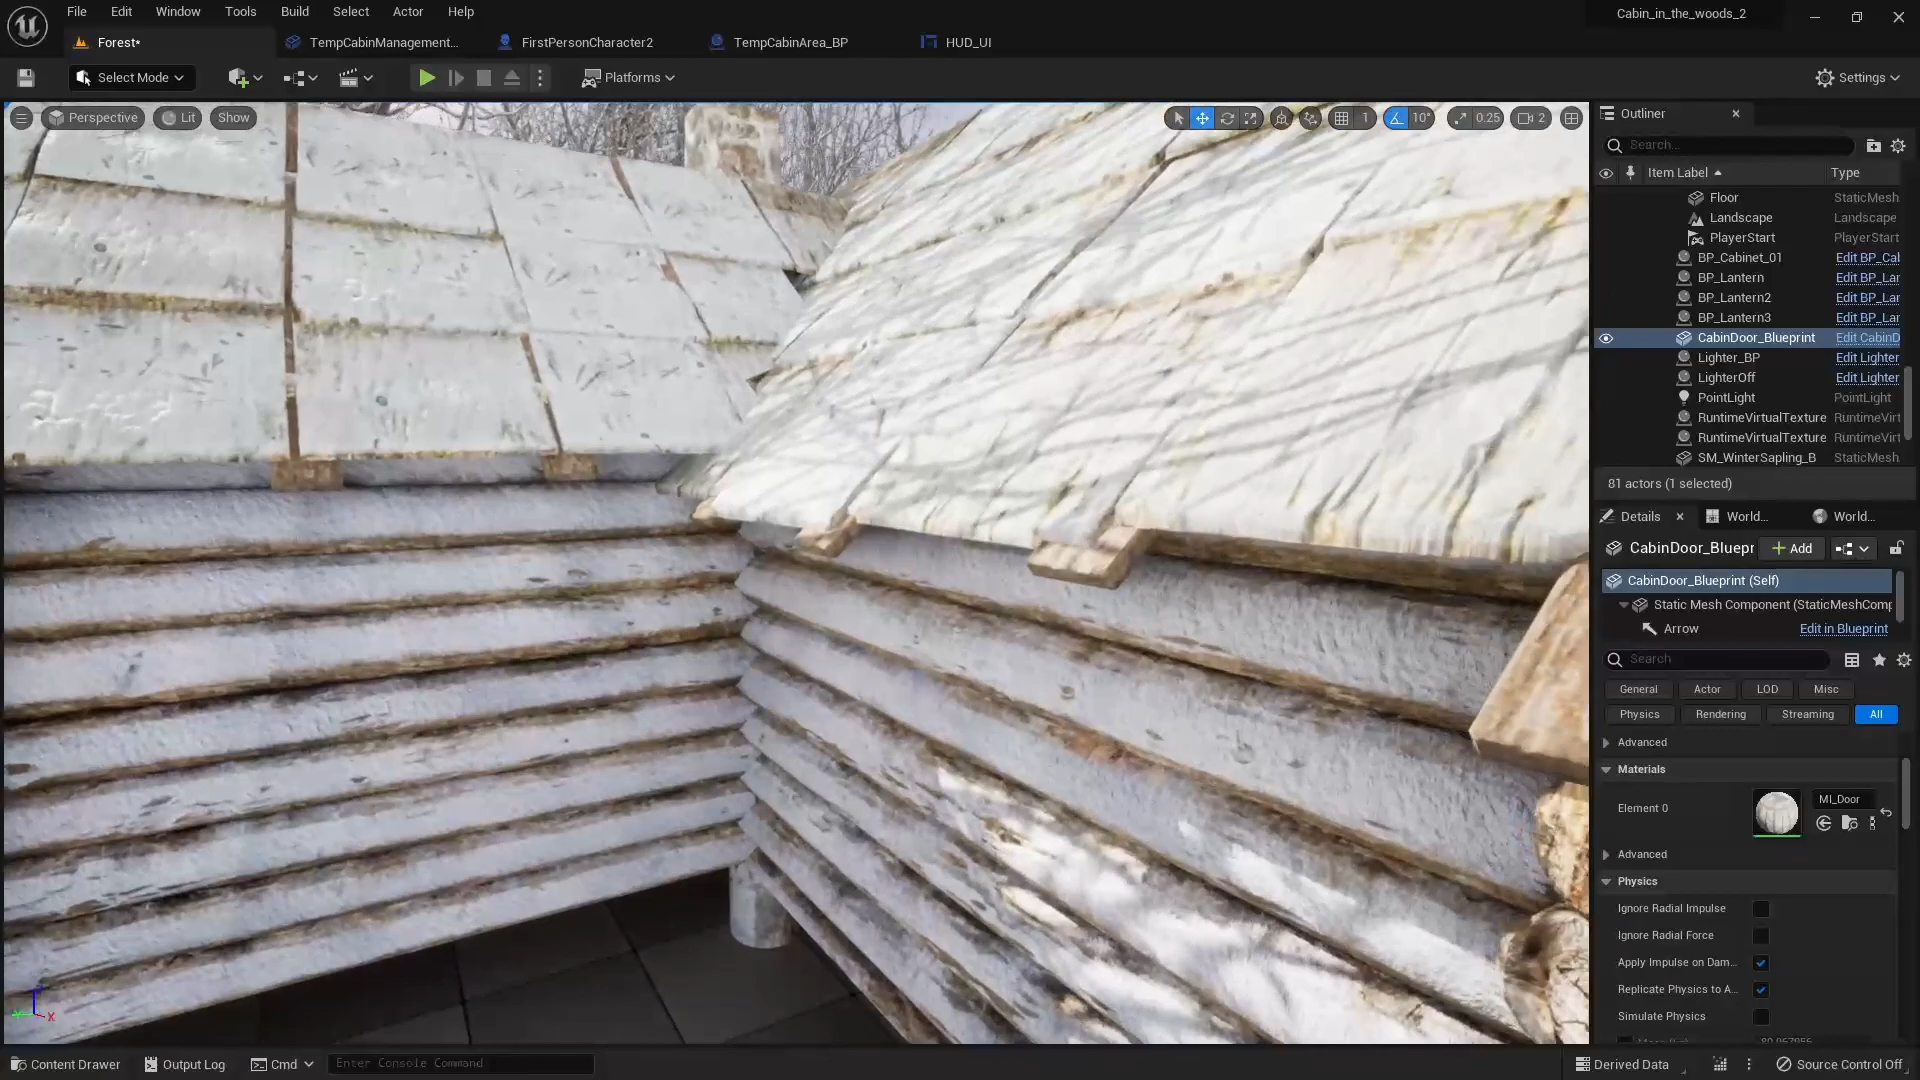 File Edit Window Tools Build Select Actor Help
Cabin_in_the_woods_2
Forest*
TempCabinManagement...
FirstPersonCharacter2
TempCabinArea_BP
HUD_UI
Select Mode
Platforms
Settings
Perspective
Lit
Show
1
10°
0.25
2
Outliner
Search...
Item Label
Type
Floor StaticMesh
Landscape Landscape
PlayerStart PlayerStart
BP_Cabinet_01 Edit BP_Cal
BP_Lantern Edit BP_Lar
BP_Lantern2 Edit BP_Lar
BP_Lantern3 Edit BP_Lar
CabinDoor_Blueprint Edit CabinD
Lighter_BP Edit Lighter
LighterOff Edit Lighter
PointLight PointLight
RuntimeVirtualTexture RuntimeVirt
RuntimeVirtualTexture RuntimeVirt
SM_WinterSapling_B StaticMesh
81 actors (1 selected)
Details
World...
World...
CabinDoor_Bluepr
Add
CabinDoor_Blueprint (Self)
Static Mesh Component (StaticMeshComp
Arrow Edit in Blueprint
Search
General Actor LOD Misc
Physics Rendering Streaming All
Advanced
Materials
Element 0
MI_Door
Advanced
Physics
Ignore Radial Impulse
Ignore Radial Force
Apply Impulse on Dam...
Replicate Physics to A...
Simulate Physics
Content Drawer
Output Log
Cmd
Enter Console Command
Derived Data
Source Control Off
X